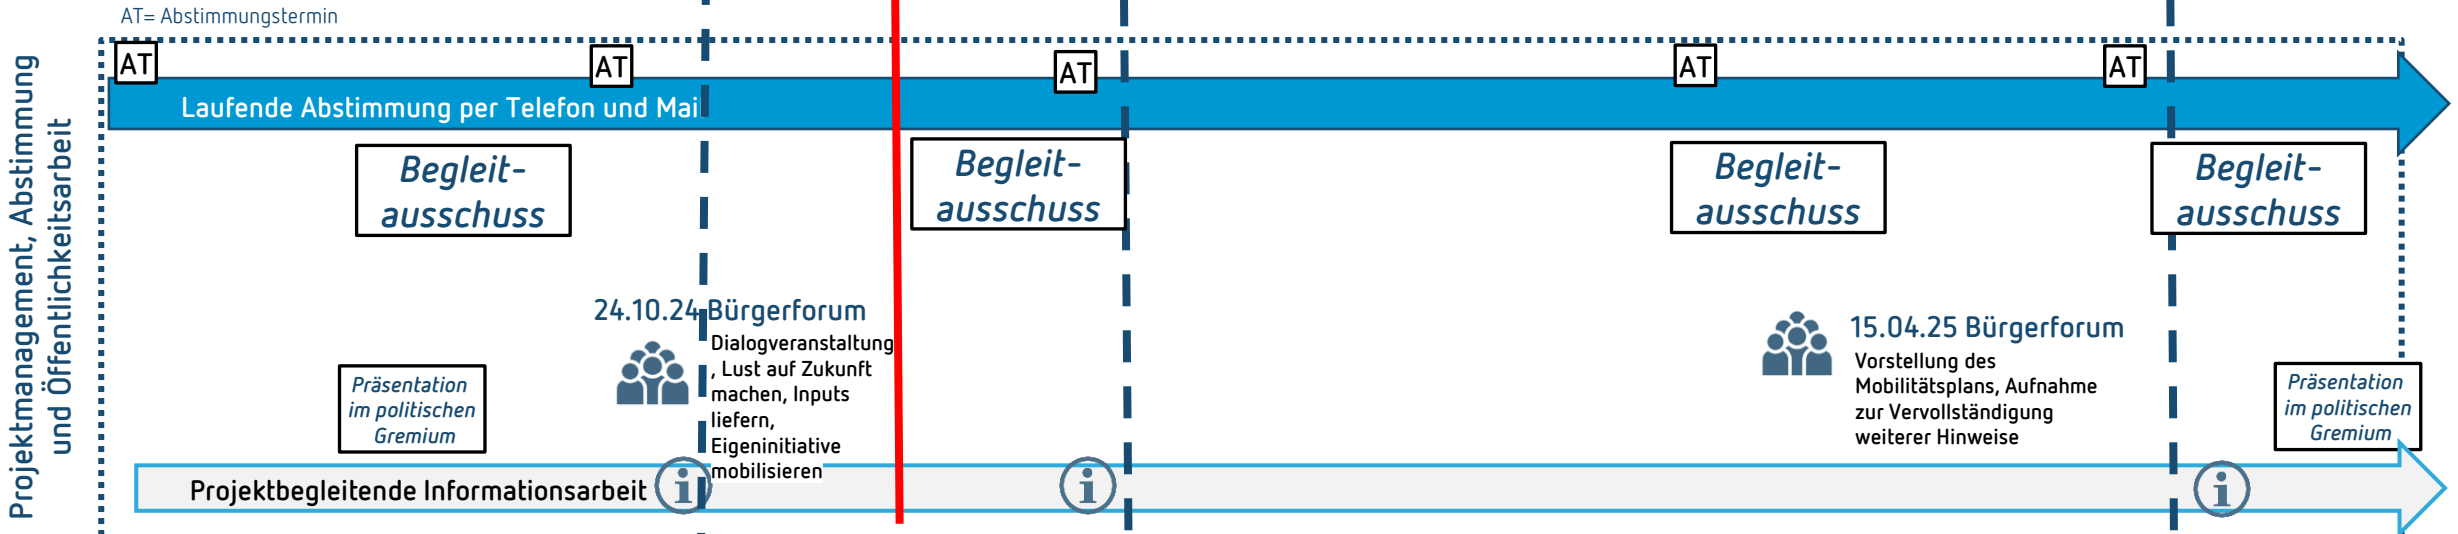 AT= Abstimmungstermin
Projektmanagement, Abstimmung
und Öffentlichkeitsarbeit
AT
AT
AT
AT
AT
Laufende Abstimmung per Telefon und Mai
Begleit-
ausschuss
Begleit-
ausschuss
Begleit-
ausschuss
Begleit-
ausschuss
24.10.24 Bürgerforum
Dialogveranstaltung
, Lust auf Zukunft
machen, Inputs
liefern,
Eigeninitiative
mobilisieren
15.04.25 Bürgerforum
Vorstellung des
Mobilitätsplans, Aufnahme
zur Vervollständigung
weiterer Hinweise
Präsentation
im politischen
Gremium
Präsentation
im politischen
Gremium
Projektbegleitende Informationsarbeit
i
i
i